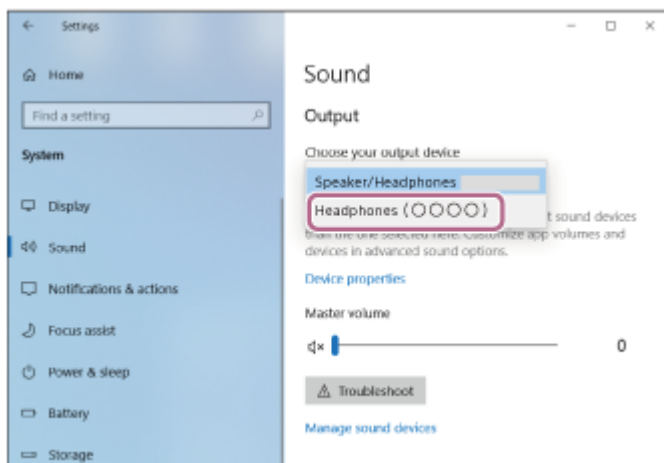 Settings
Home
Find a setting
System
Display
Sound
Notifications & actions
Focus assist
Power & sleep
Battery
Storage
Sound
Output
Choose your output device
Speaker/Headphones
Headphones (○○○○)
t sound devices
than the one selected here. Customize app volumes and
devices in advanced sound options.
Device properties
Master volume
0
Troubleshoot
Manage sound devices